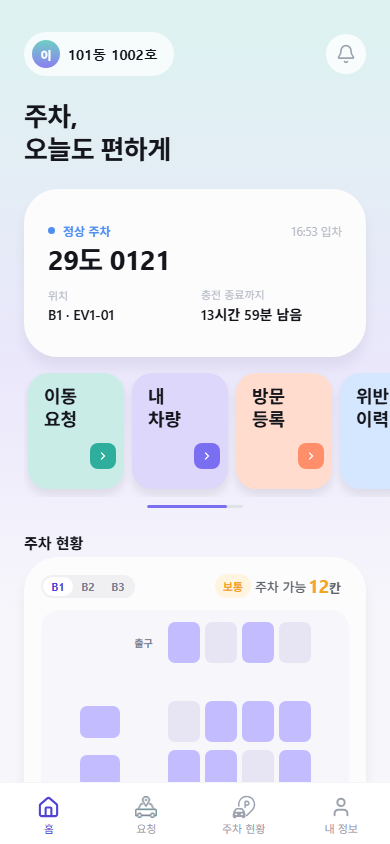 이 101동 1002호
주차,
오늘도 편하게
정상 주차 16:53 입차
29도 0121
위치 충전 종료까지
B1 · EV1-01 13시간 59분 남음
이동 내 방문 위반
요청 차량 등록 이력
주차 현황
B1 B2 B3 보통 주차 가능 12칸
출구
P
홈 요청 주차 현황 내 정보